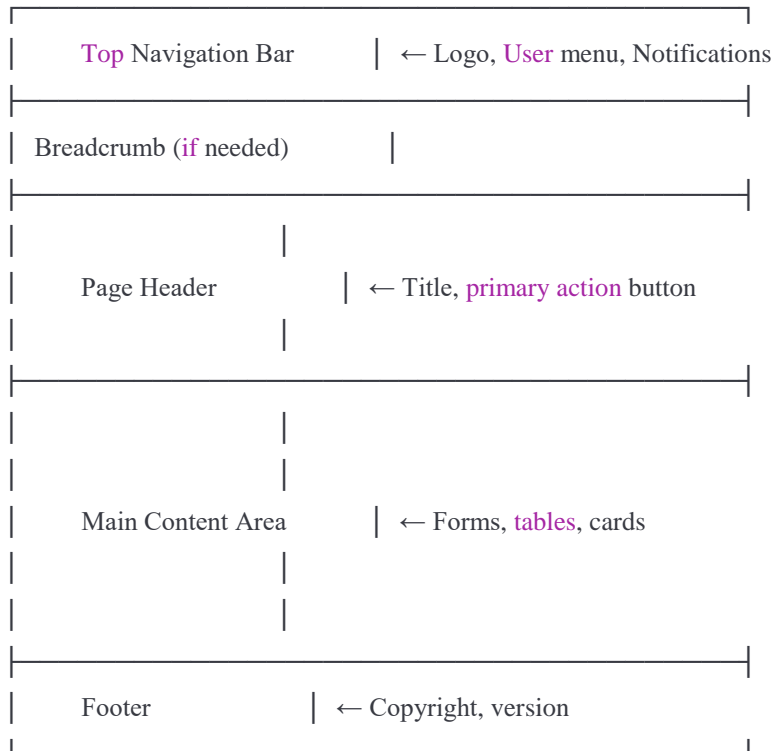 Top Navigation Bar ← Logo, User menu, Notifications
Breadcrumb (if needed)
Page Header ← Title, primary action button
Main Content Area ← Forms, tables, cards
Footer ← Copyright, version